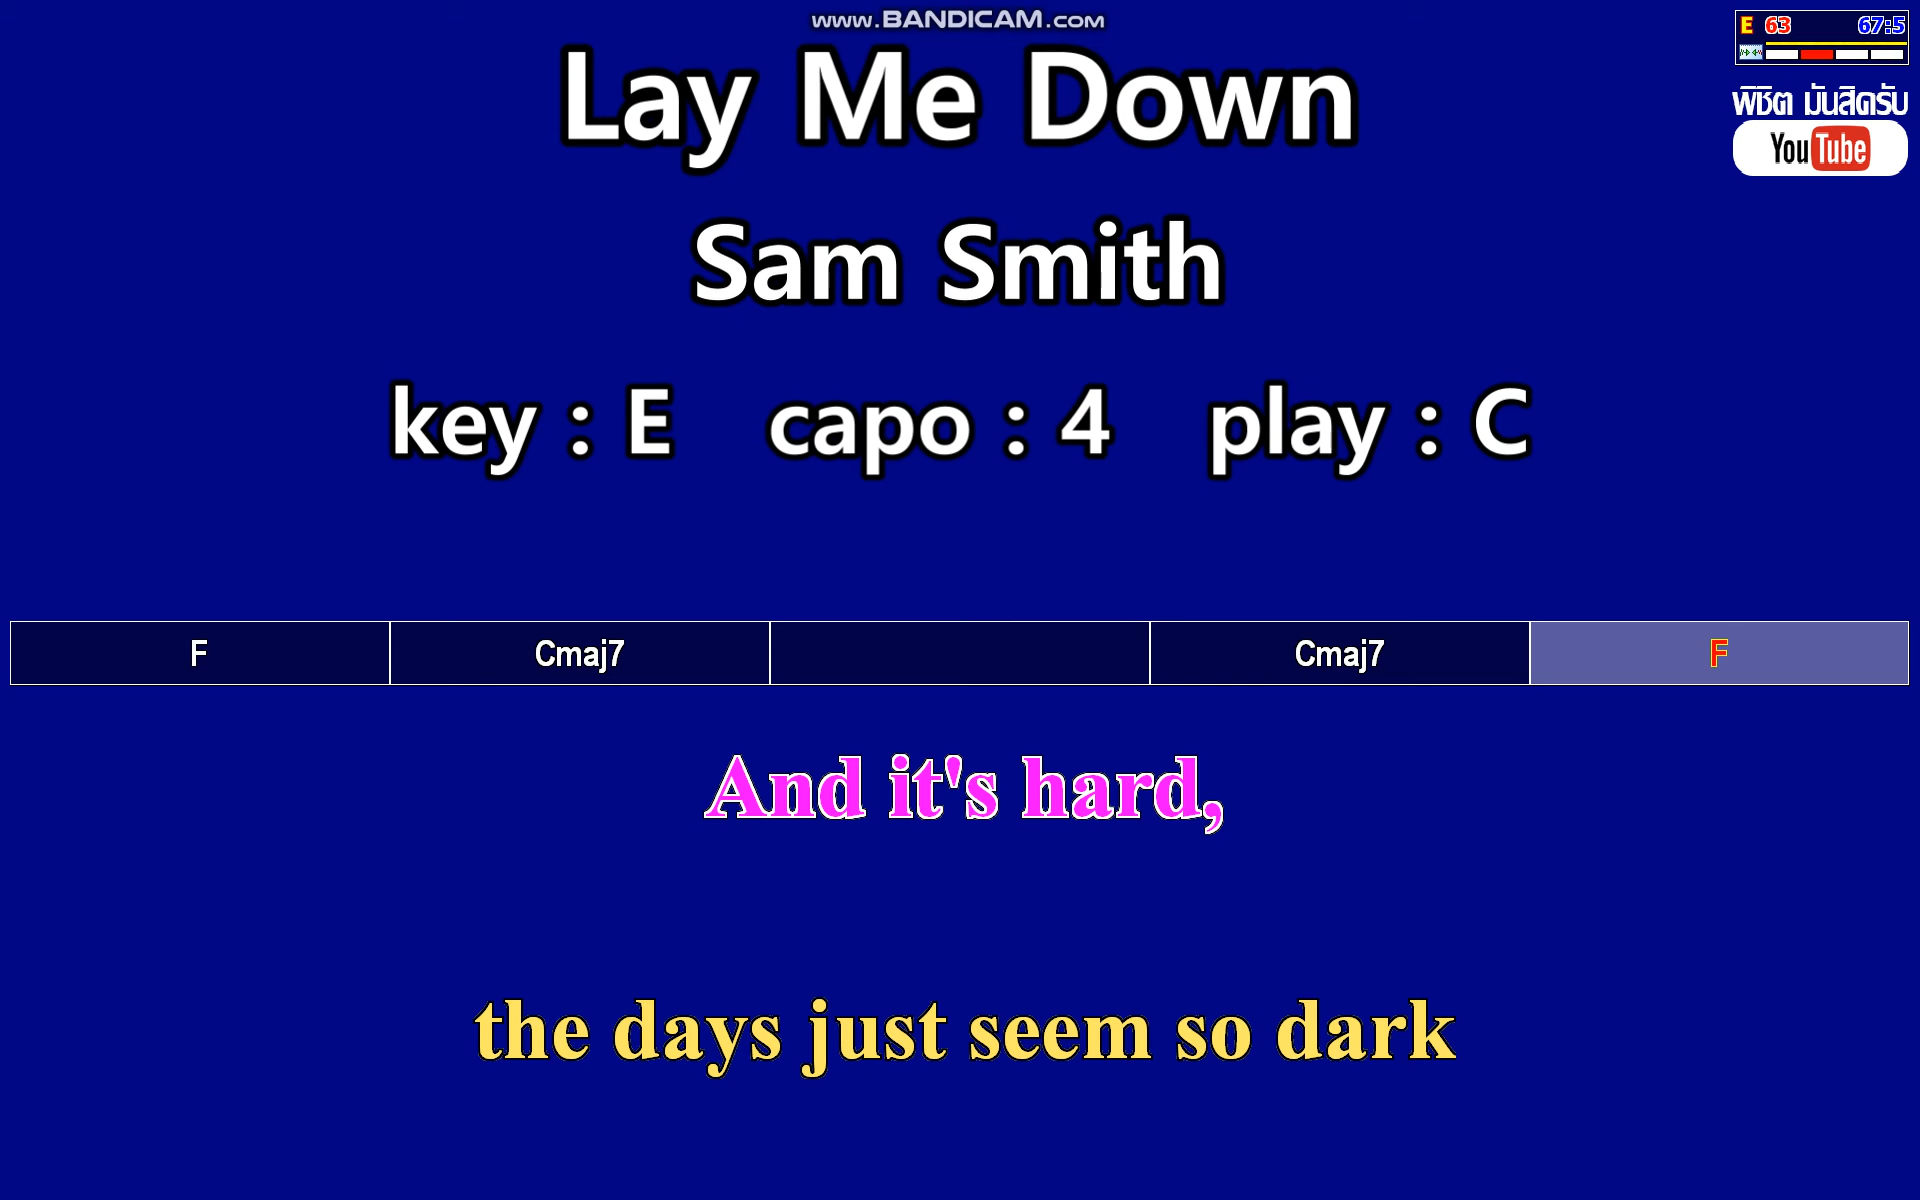 www.BANDICAM.com
E 63 67:5
Lay Me Down
พิชิต มันสิดรับ
YouTube
Sam Smith
key : E capo : 4 play : C
F Cmaj7 Cmaj7 F
And it's hard,
the days just seem so dark